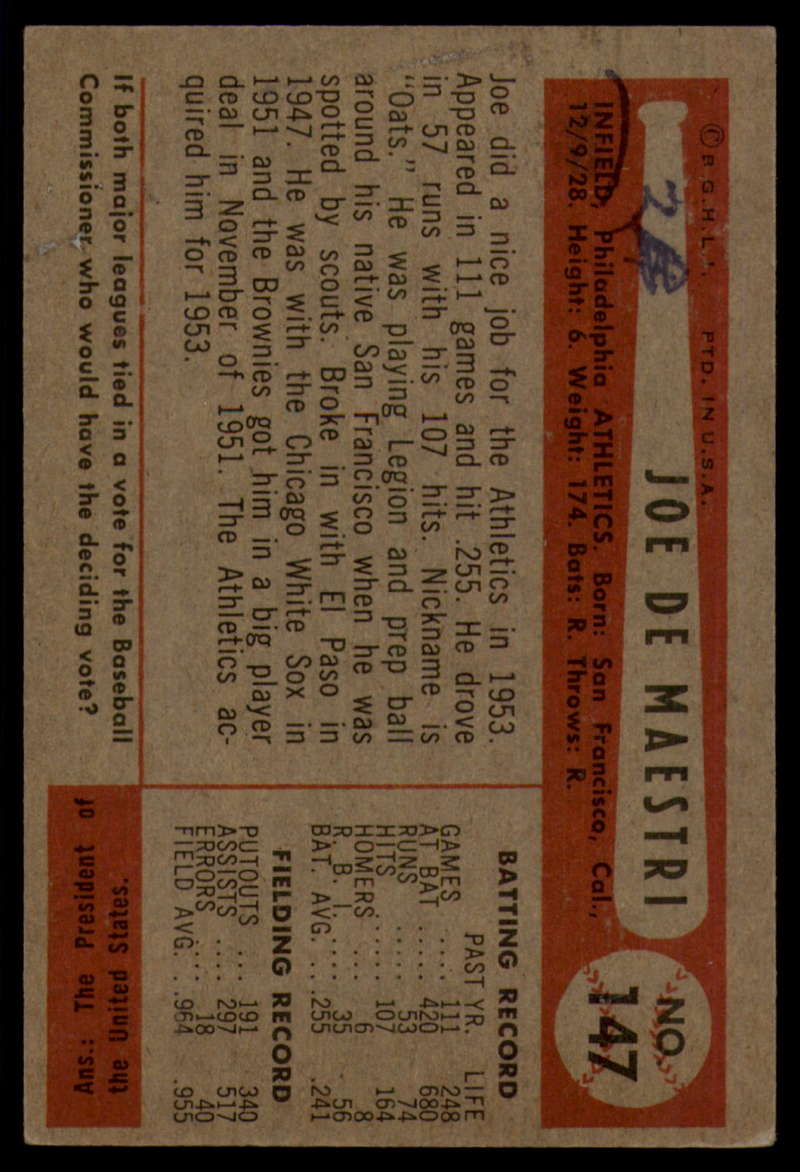 © B.G.H.L.I. PTD. IN U.S.A.
JOE DE MAESTRI
NO.
147
INFIELD, Philadelphia ATHLETICS. Born: San Francisco, Cal.,
12/9/28. Height: 6. Weight: 174. Bats: R. Throws: R.
Joe did a nice job for the Athletics in 1953.
Appeared in 111 games and hit .255. He drove
in 57 runs with his 107 hits. Nickname is
"Oats." He was playing Legion and prep ball
around his native San Francisco when he was
spotted by scouts. Broke in with El Paso in
1947. He was with the Chicago White Sox in
1951 and the Brownies got him in a big player
deal in November of 1951. The Athletics ac-
quired him for 1953.
BATTING RECORD
PAST YR. LIFE
GAMES .... 111 248
AT BAT ..... 420 680
RUNS ...... 53 74
HITS ...... 107 164
HOMERS.... 6 8
R. B. I. .... 35 56
BAT. AVG. .. .255 .241
FIELDING RECORD
PUTOUTS ... 191 340
ASSISTS .... 297 517
ERRORS .... 18 40
FIELD AVG. . .964 .955
If both major leagues tied in a vote for the Baseball
Commissioner, who would have the deciding vote?
Ans.: The President of
the United States.